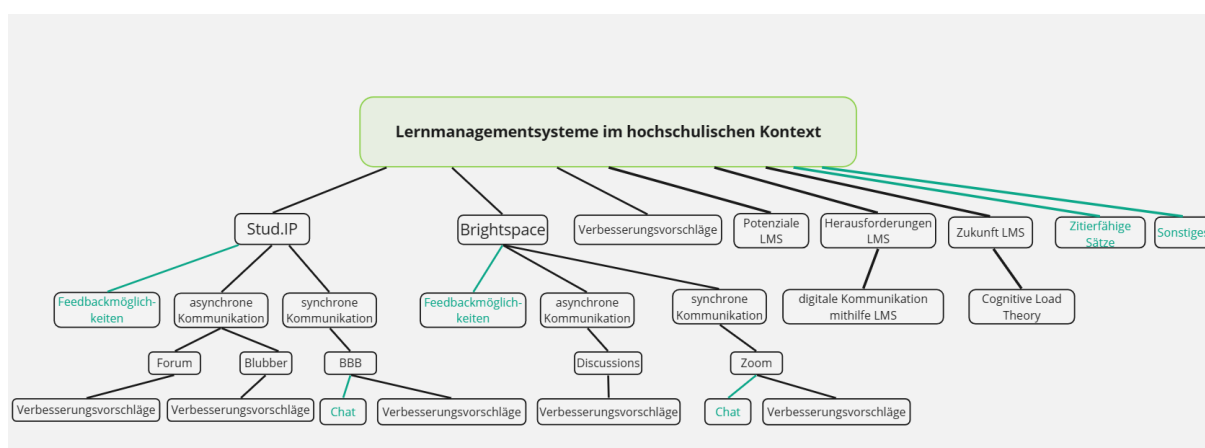 Lernmanagementsysteme im hochschulischen Kontext
Stud.IP
Brightspace
Verbesserungsvorschläge
Potenziale
LMS
Herausforderungen
LMS
Zukunft LMS
Zitierfähige
Sätze
Sonstiges
Feedbackmöglich-
keiten
asynchrone
Kommunikation
synchrone
Kommunikation
Feedbackmöglich-
keiten
asynchrone
Kommunikation
synchrone
Kommunikation
digitale Kommunikation
mithilfe LMS
Cognitive Load
Theory
Forum
Blubber
BBB
Discussions
Zoom
Verbesserungsvorschläge
Verbesserungsvorschläge
Chat
Verbesserungsvorschläge
Verbesserungsvorschläge
Chat
Verbesserungsvorschläge